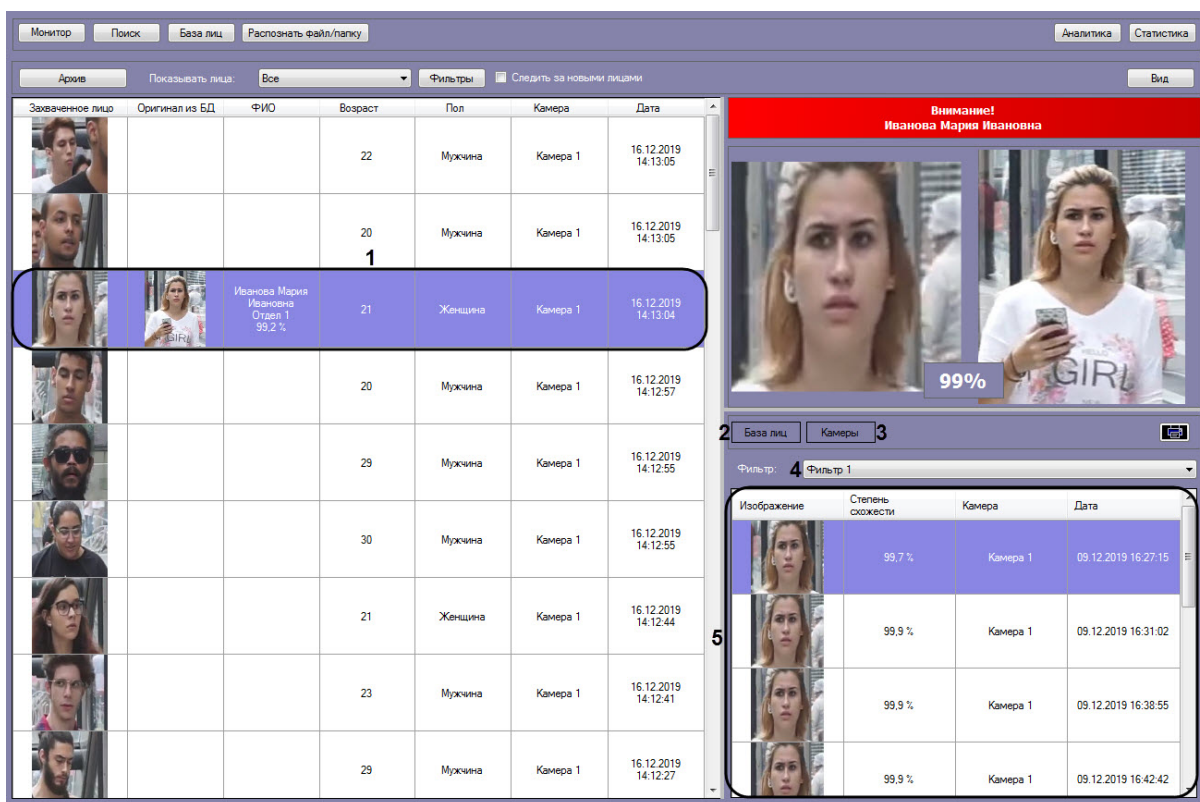 Монитор
Поиск
База лиц
Распознать файл/папку
Аналитика
Статистика
Архив
Показывать лица:
Все
Фильтры
Следить за новыми лицами
Вид
Захваченное лицо
Оригинал из БД
ФИО
Возраст
Пол
Камера
Дата
22
Мужчина
Камера 1
16.12.2019
14:13:05
20
Мужчина
Камера 1
16.12.2019
14:13:05
1
Иванова Мария
Ивановна
Отдел 1
99,2 %
21
Женщина
Камера 1
16.12.2019
14:13:04
20
Мужчина
Камера 1
16.12.2019
14:12:57
29
Мужчина
Камера 1
16.12.2019
14:12:55
30
Мужчина
Камера 1
16.12.2019
14:12:55
21
Женщина
Камера 1
16.12.2019
14:12:44
23
Мужчина
Камера 1
16.12.2019
14:12:41
29
Мужчина
Камера 1
16.12.2019
14:12:27
Внимание!
Иванова Мария Ивановна
HELLO
GIRL
99%
2
База лиц
Камеры
3
Фильтр:
4
Фильтр 1
Изображение
Степень
схожести
Камера
Дата
99,7 %
Камера 1
09.12.2019 16:27:15
5
99,9 %
Камера 1
09.12.2019 16:31:02
99,9 %
Камера 1
09.12.2019 16:38:55
99,9 %
Камера 1
09.12.2019 16:42:42